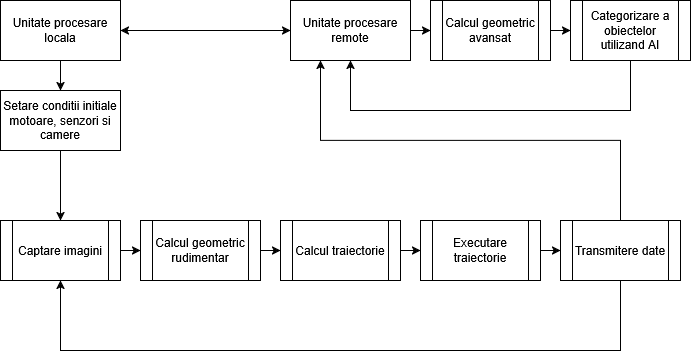 Unitate procesare
locala
Unitate procesare
remote
Calcul geometric
avansat
Categorizare a
obiectelor
utilizand AI
Setare conditii initiale
motoare, senzori si
camere
Captare imagini
Calcul geometric
rudimentar
Calcul traiectorie
Executare
traiectorie
Transmitere date